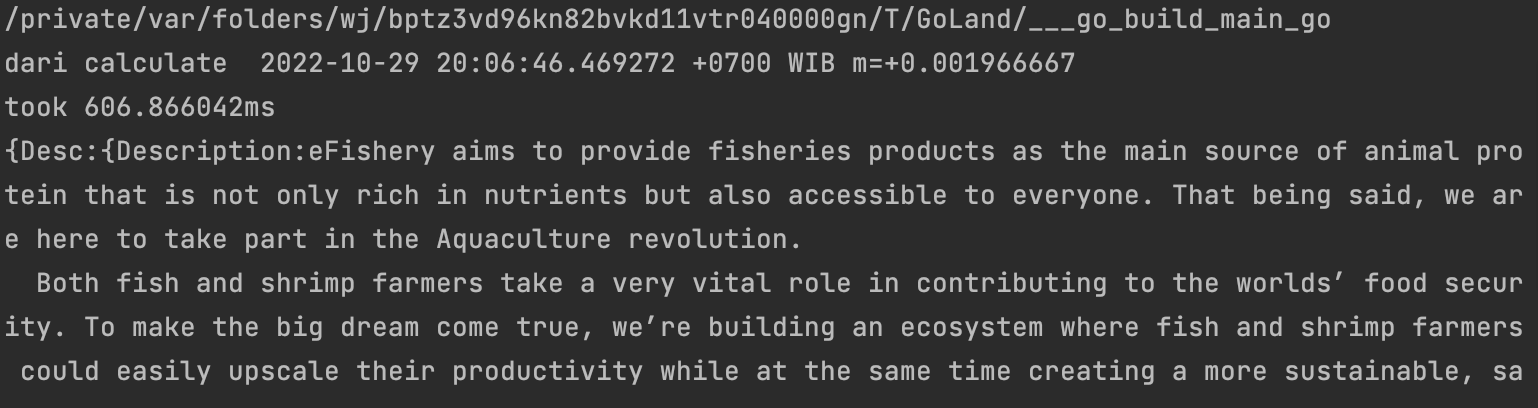 /private/var/folders/wj/bptz3vd96kn82bvkd11vtr040000gn/T/GoLand/___go_build_main_go
dari calculate  2022-10-29 20:06:46.469272 +0700 WIB m=+0.001966667
took 606.866042ms
{Desc:{Description:eFishery aims to provide fisheries products as the main source of animal pro
tein that is not only rich in nutrients but also accessible to everyone. That being said, we ar
e here to take part in the Aquaculture revolution.
  Both fish and shrimp farmers take a very vital role in contributing to the worlds’ food secur
ity. To make the big dream come true, we’re building an ecosystem where fish and shrimp farmers
 could easily upscale their productivity while at the same time creating a more sustainable, sa